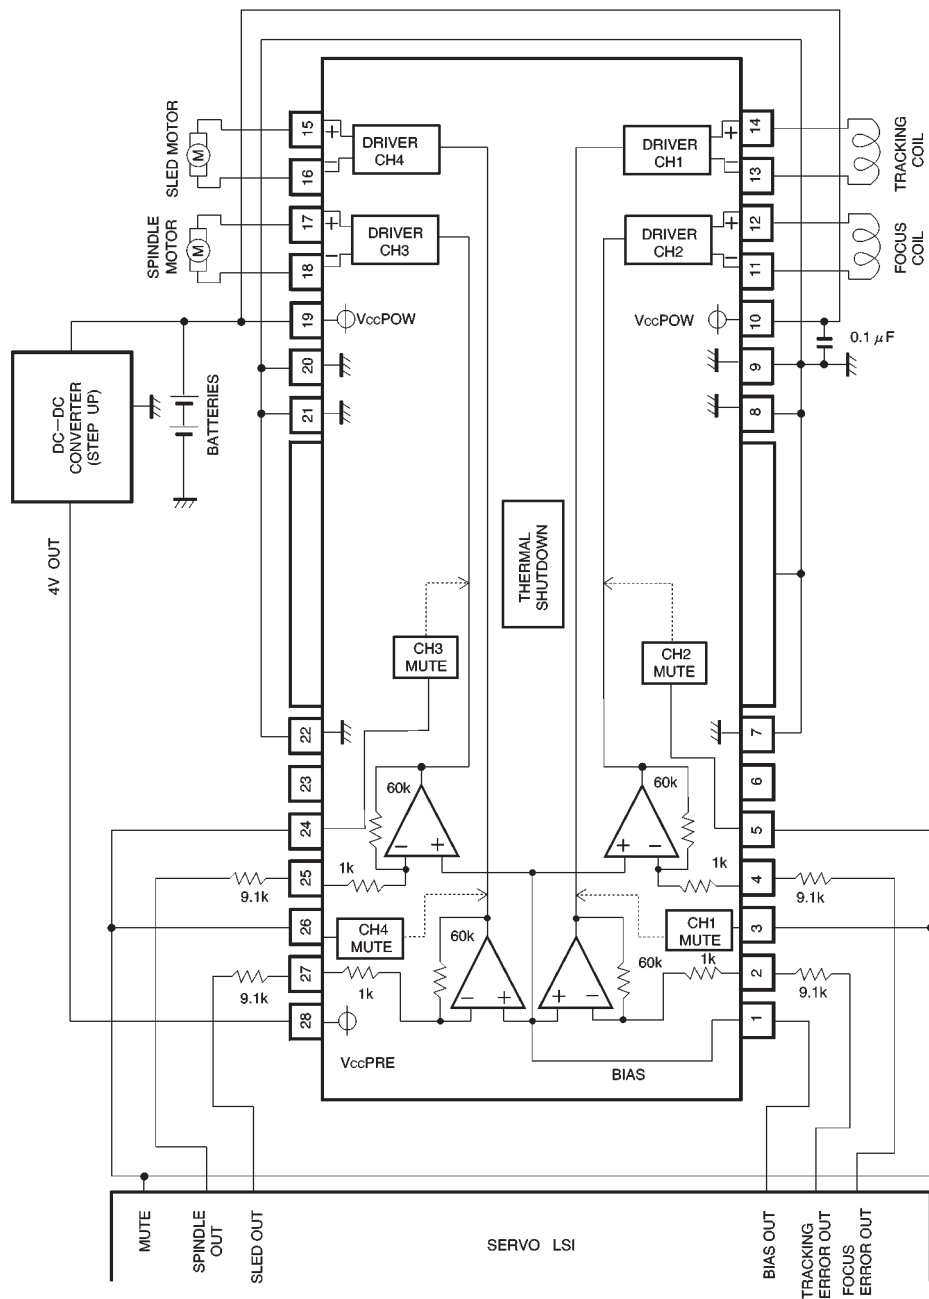 SLED MOTOR
M
15
+
−
16
DRIVER
CH4
14
+
−
13
DRIVER
CH1
TRACKING
COIL
SPINDLE
MOTOR
M
17
+
−
18
DRIVER
CH3
12
+
−
11
DRIVER
CH2
FOCUS
COIL
19
VCCPOW
VCCPOW
10
0.1 μF
20
9
21
8
DC−DC
CONVERTER
(STEP UP)
BATTERIES
4V OUT
THERMAL
SHUTDOWN
CH3
MUTE
CH2
MUTE
22
7
23
6
60k
60k
24
5
− +
+ −
25
1k
9.1k
1k
4
9.1k
26
CH4
MUTE
60k
CH1
MUTE
3
27
1k
9.1k
60k
1k
2
9.1k
− +
+ −
28
VCCPRE
BIAS
1
MUTE
SPINDLE
OUT
SLED OUT
SERVO LSI
BIAS OUT
TRACKING
ERROR OUT
FOCUS
ERROR OUT